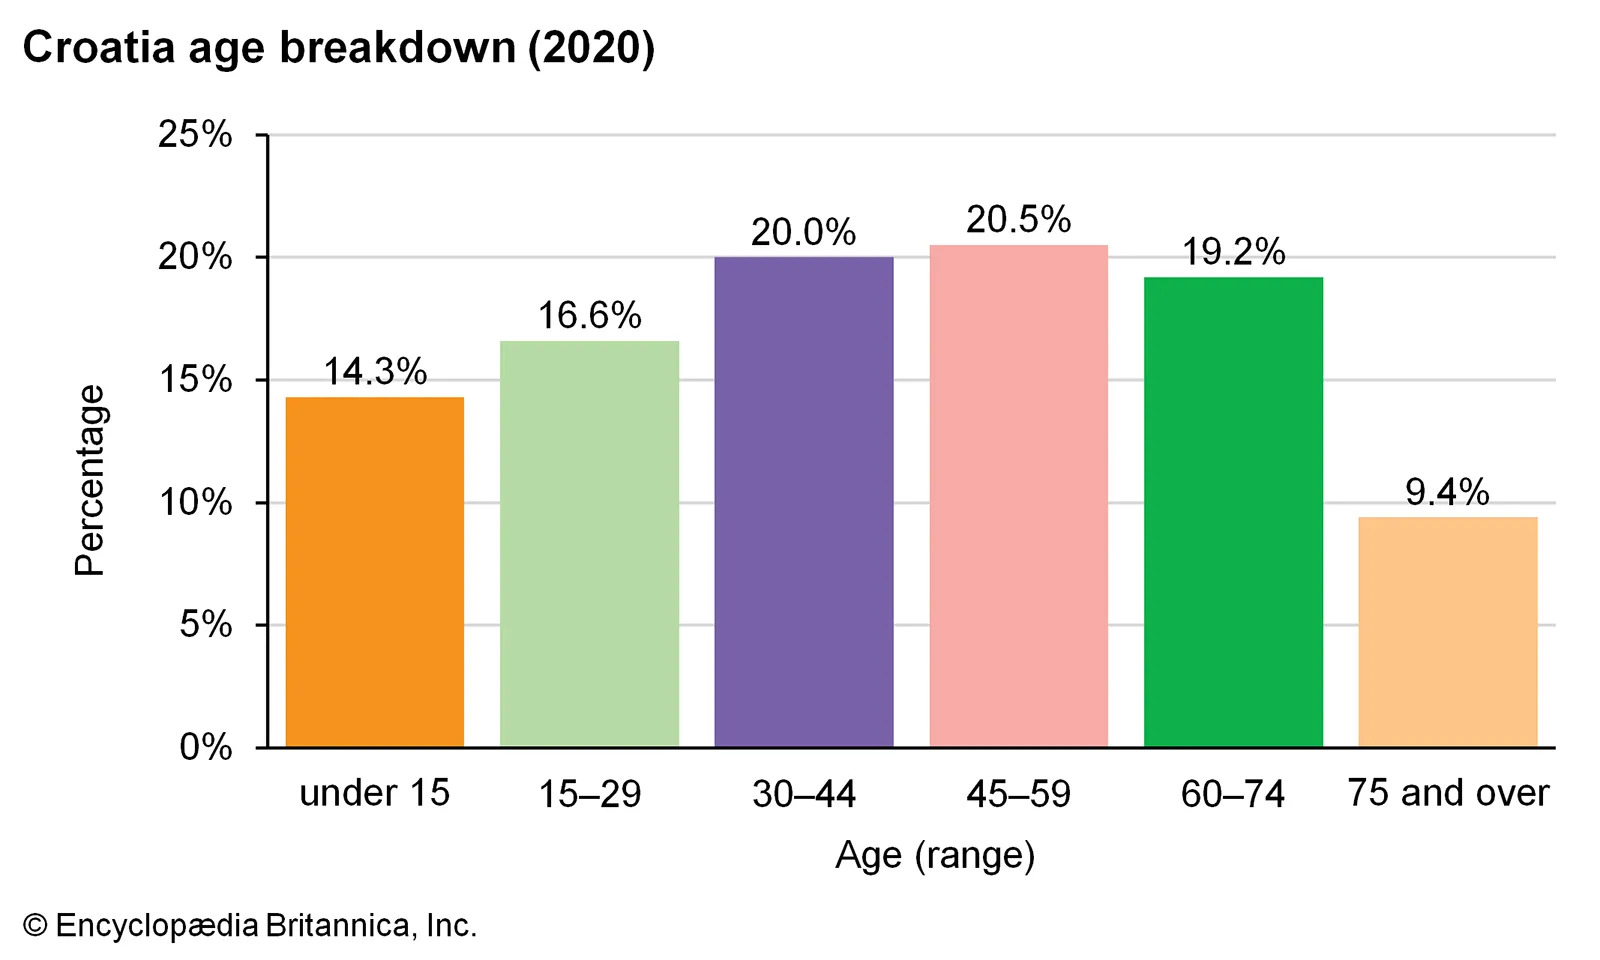 Croatia age breakdown (2020)
25%
20%
15%
10%
5%
0%
Percentage
14.3%
16.6%
20.0%
20.5%
19.2%
9.4%
under 15
15–29
30–44
45–59
60–74
75 and over
Age (range)
© Encyclopædia Britannica, Inc.